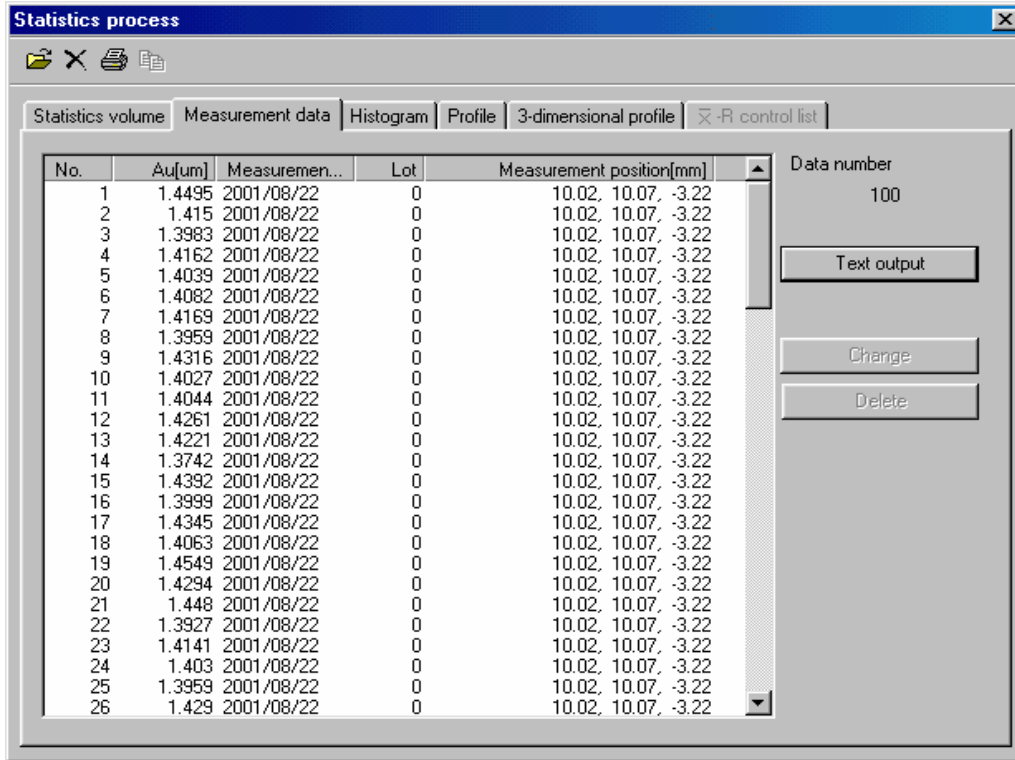 Statistics process
Statistics volume Measurement data Histogram Profile 3-dimensional profile X̄-R control list
No. Au[um] Measuremen... Lot Measurement position[mm]
1 1.4495 2001/08/22 0 10.02, 10.07, -3.22
2 1.415 2001/08/22 0 10.02, 10.07, -3.22
3 1.3983 2001/08/22 0 10.02, 10.07, -3.22
4 1.4162 2001/08/22 0 10.02, 10.07, -3.22
5 1.4039 2001/08/22 0 10.02, 10.07, -3.22
6 1.4082 2001/08/22 0 10.02, 10.07, -3.22
7 1.4169 2001/08/22 0 10.02, 10.07, -3.22
8 1.3959 2001/08/22 0 10.02, 10.07, -3.22
9 1.4316 2001/08/22 0 10.02, 10.07, -3.22
10 1.4027 2001/08/22 0 10.02, 10.07, -3.22
11 1.4044 2001/08/22 0 10.02, 10.07, -3.22
12 1.4261 2001/08/22 0 10.02, 10.07, -3.22
13 1.4221 2001/08/22 0 10.02, 10.07, -3.22
14 1.3742 2001/08/22 0 10.02, 10.07, -3.22
15 1.4392 2001/08/22 0 10.02, 10.07, -3.22
16 1.3999 2001/08/22 0 10.02, 10.07, -3.22
17 1.4345 2001/08/22 0 10.02, 10.07, -3.22
18 1.4063 2001/08/22 0 10.02, 10.07, -3.22
19 1.4549 2001/08/22 0 10.02, 10.07, -3.22
20 1.4294 2001/08/22 0 10.02, 10.07, -3.22
21 1.448 2001/08/22 0 10.02, 10.07, -3.22
22 1.3927 2001/08/22 0 10.02, 10.07, -3.22
23 1.4141 2001/08/22 0 10.02, 10.07, -3.22
24 1.403 2001/08/22 0 10.02, 10.07, -3.22
25 1.3959 2001/08/22 0 10.02, 10.07, -3.22
26 1.429 2001/08/22 0 10.02, 10.07, -3.22
Data number
100
Text output
Change
Delete